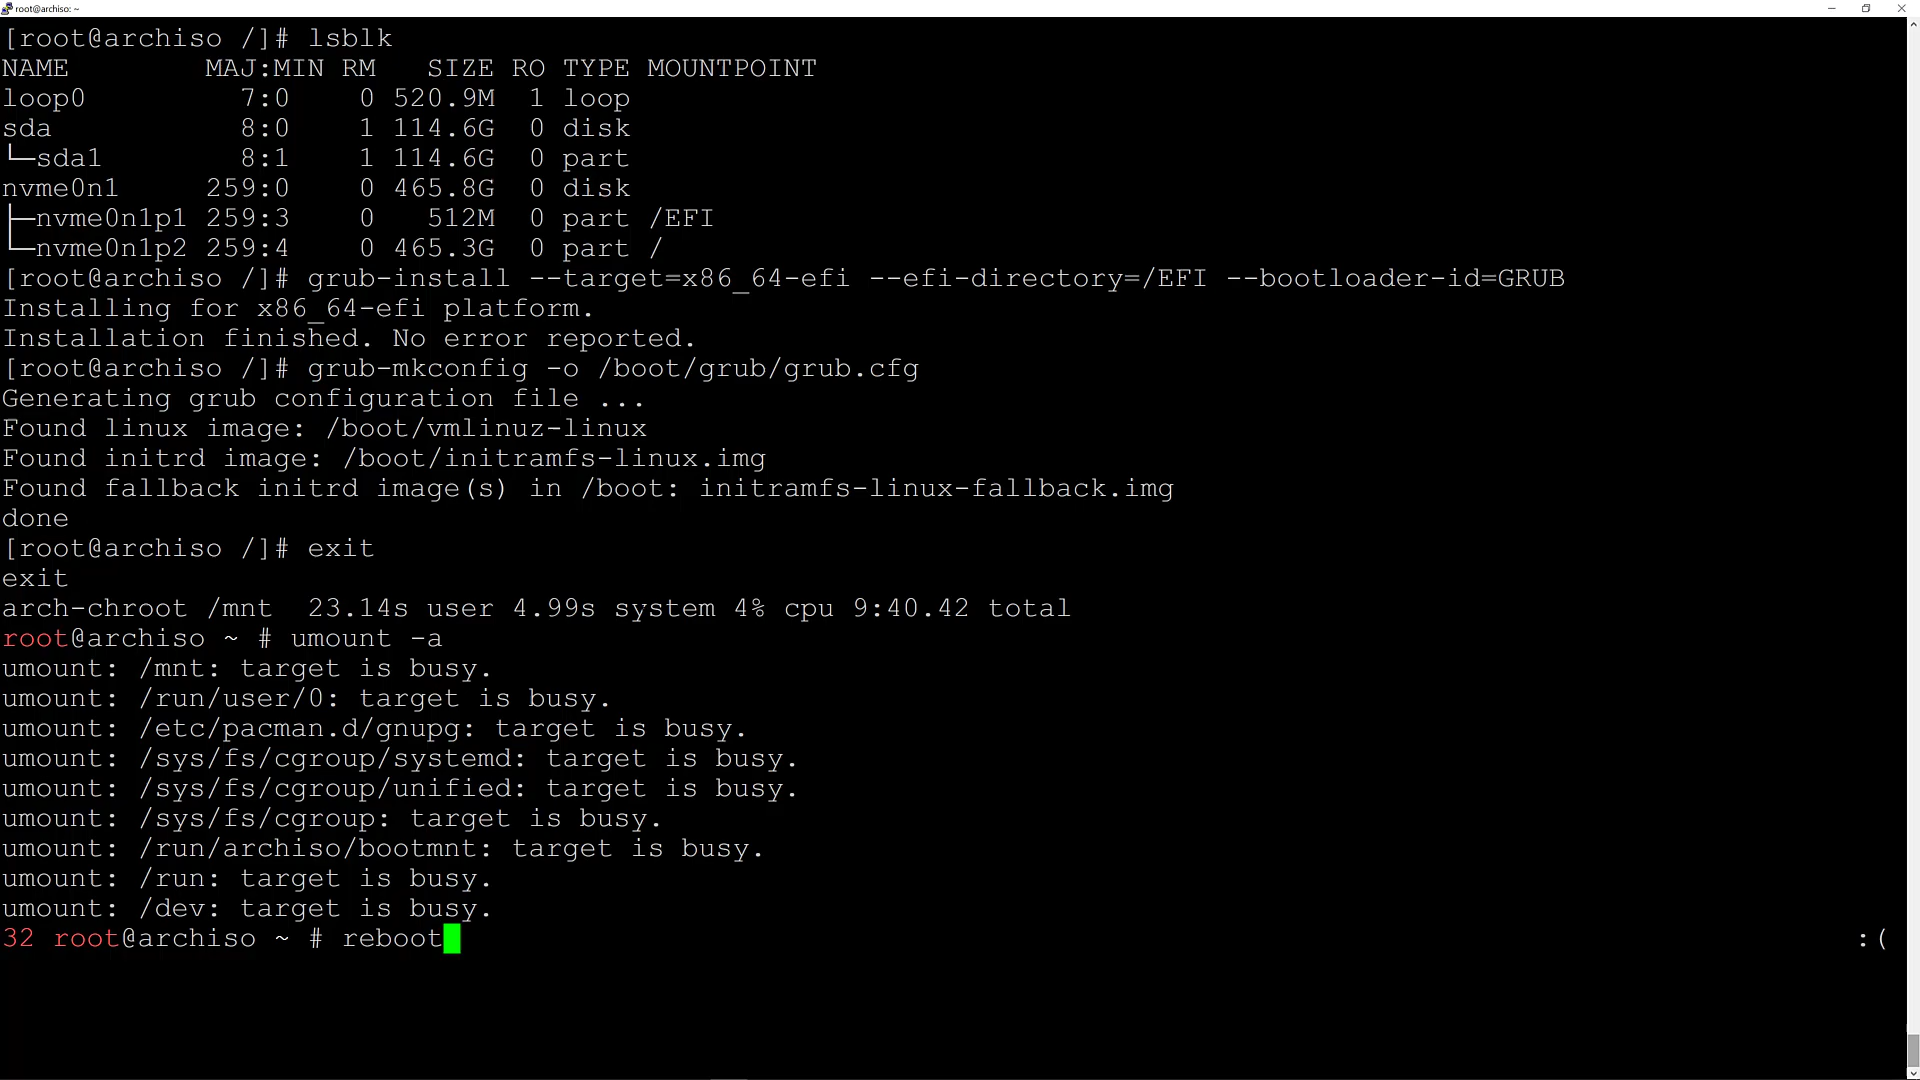 root@archiso: ~
[root@archiso /]# lsblk
NAME        MAJ:MIN RM   SIZE RO TYPE MOUNTPOINT
loop0         7:0    0 520.9M  1 loop
sda           8:0    1 114.6G  0 disk
└─sda1        8:1    1 114.6G  0 part
nvme0n1     259:0    0 465.8G  0 disk
├─nvme0n1p1 259:3    0   512M  0 part /EFI
└─nvme0n1p2 259:4    0 465.3G  0 part /
[root@archiso /]# grub-install --target=x86_64-efi --efi-directory=/EFI --bootloader-id=GRUB
Installing for x86_64-efi platform.
Installation finished. No error reported.
[root@archiso /]# grub-mkconfig -o /boot/grub/grub.cfg
Generating grub configuration file ...
Found linux image: /boot/vmlinuz-linux
Found initrd image: /boot/initramfs-linux.img
Found fallback initrd image(s) in /boot: initramfs-linux-fallback.img
done
[root@archiso /]# exit
exit
arch-chroot /mnt  23.14s user 4.99s system 4% cpu 9:40.42 total
root@archiso ~ # umount -a
umount: /mnt: target is busy.
umount: /run/user/0: target is busy.
umount: /etc/pacman.d/gnupg: target is busy.
umount: /sys/fs/cgroup/systemd: target is busy.
umount: /sys/fs/cgroup/unified: target is busy.
umount: /sys/fs/cgroup: target is busy.
umount: /run/archiso/bootmnt: target is busy.
umount: /run: target is busy.
umount: /dev: target is busy.
32 root@archiso ~ # reboot :(